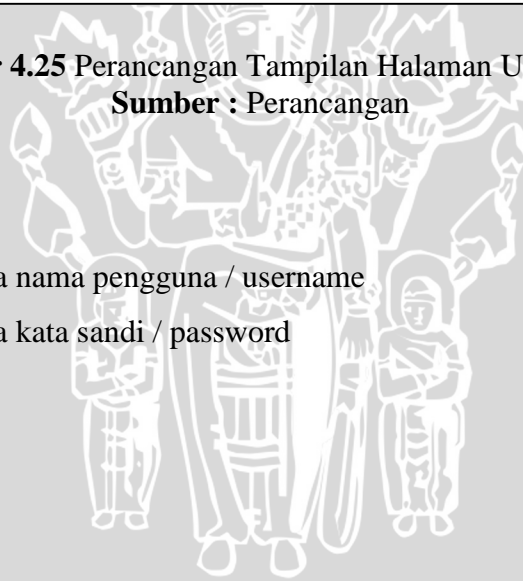 4.25 Perancangan Tampilan Halaman U
Sumber : Perancangan
a nama pengguna / username
a kata sandi / password